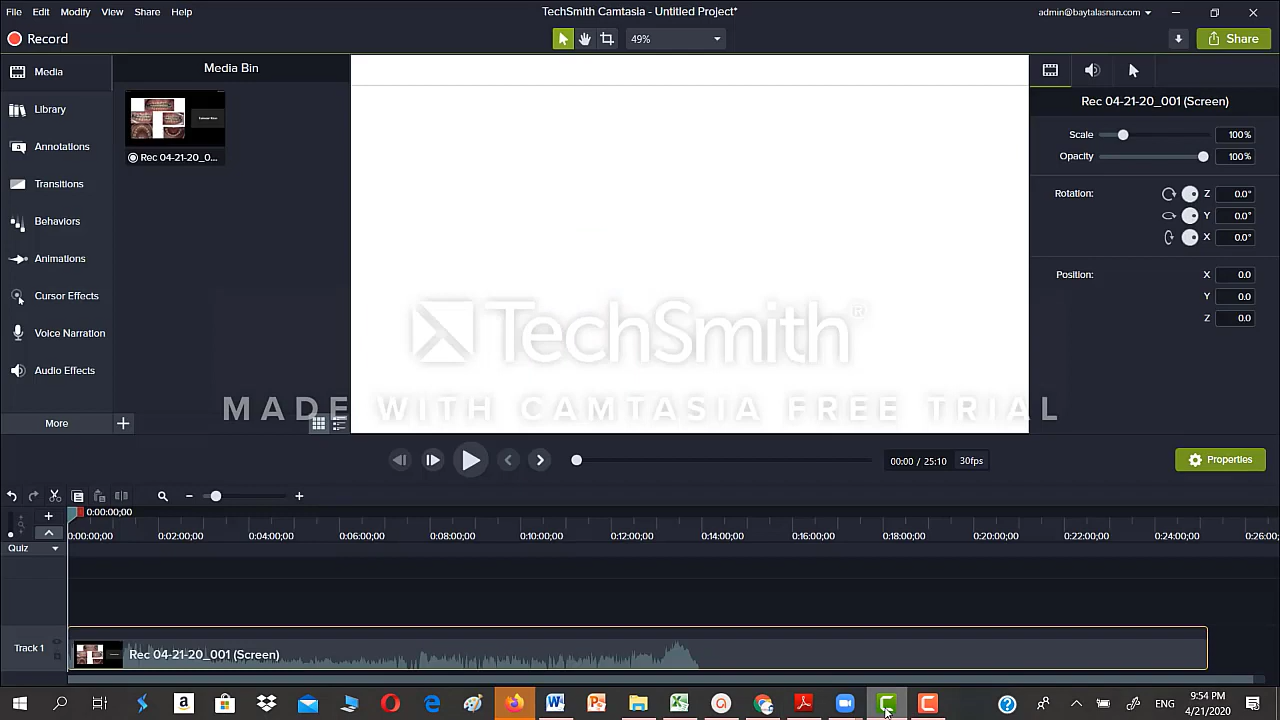 File Edit Modify View Share Help
TechSmith Camtasia - Untitled Project*
admin@baytalasnan.com
Record
49%
Share
Media
Library
Annotations
Transitions
Behaviors
Animations
Cursor Effects
Voice Narration
Audio Effects
More
Media Bin
Rec 04-21-20_0...
TechSmith®
MADE WITH CAMTASIA FREE TRIAL
Rec 04-21-20_001 (Screen)
Scale 100%
Opacity 100%
Rotation: Z 0.0°
Y 0.0°
X 0.0°
Position: X 0.0
Y 0.0
Z 0.0
00:00 / 25:10 30fps
Properties
0:00:00;00
0:00:00;00 0:02:00;00 0:04:00;00 0:06:00;00 0:08:00;00 0:10:00;00 0:12:00;00 0:14:00;00 0:16:00;00 0:18:00;00 0:20:00;00 0:22:00;00 0:24:00;00 0:26:00;
Quiz
Track 1
Rec 04-21-20_001 (Screen)
ENG
9:54 PM
4/21/2020